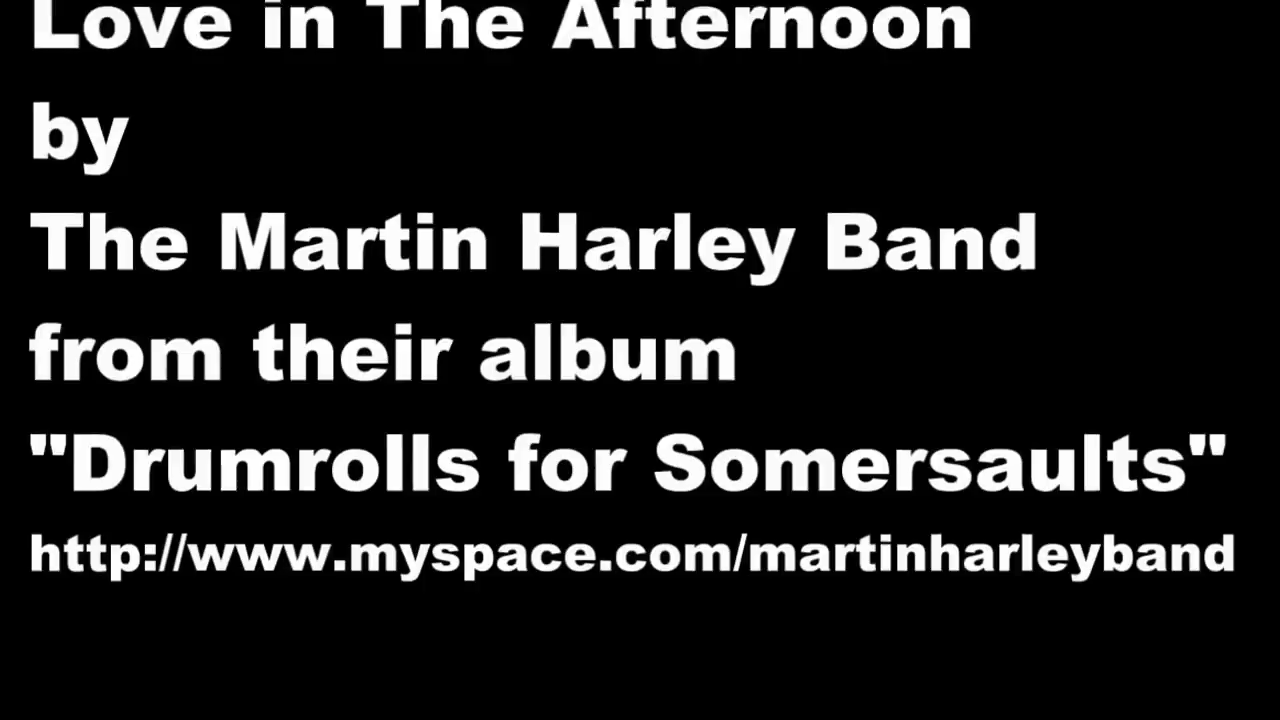 Love in The Afternoon
by
The Martin Harley Band
from their album
"Drumrolls for Somersaults"
http://www.myspace.com/martinharleyband